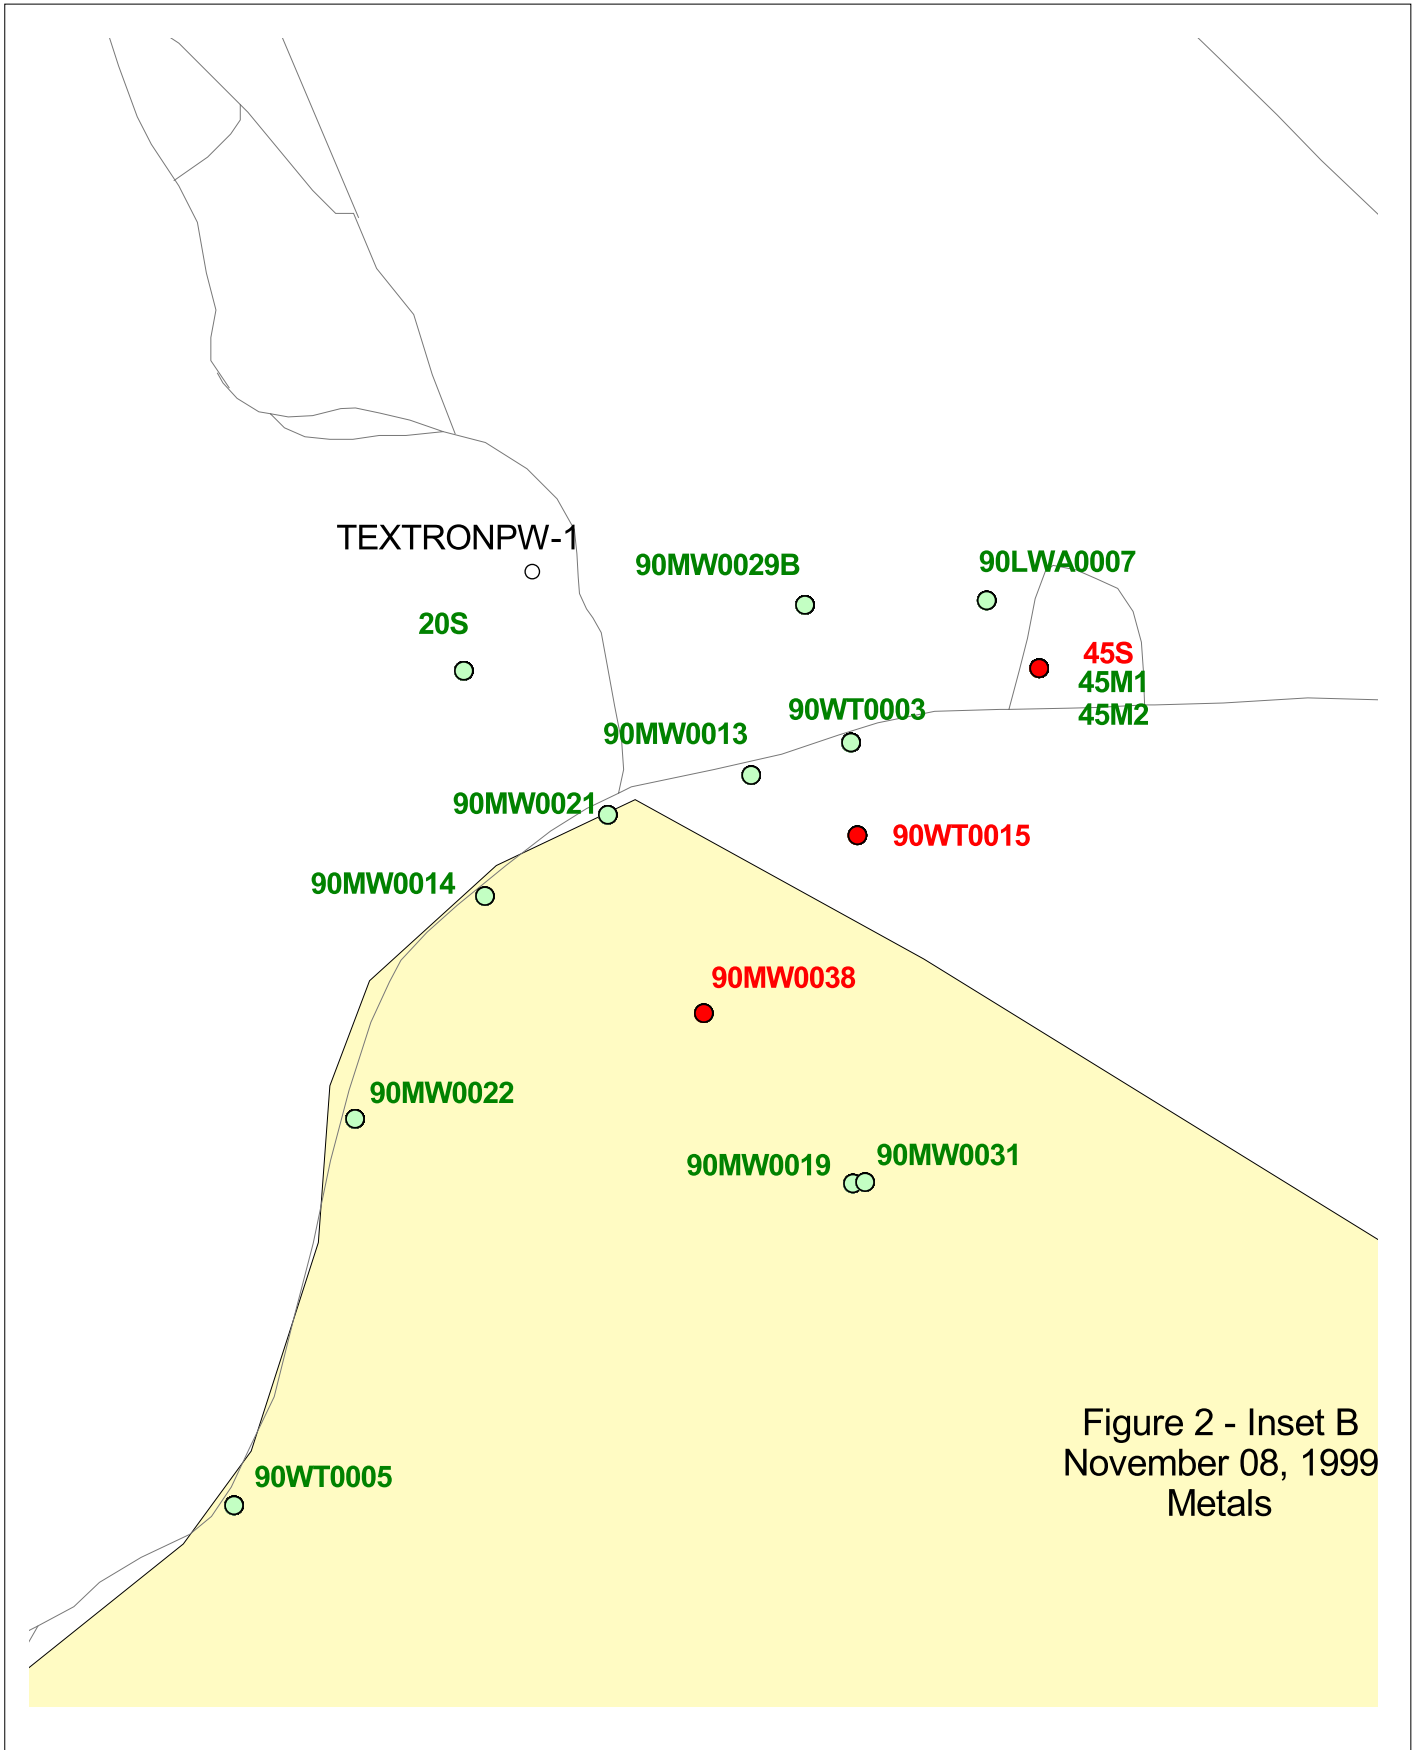 TEXTRONPW-1
90MW0029B
90LWA0007
20S
45S
45M1
45M2
90WT0003
90MW0013
90MW0021
90WT0015
90MW0014
90MW0038
90MW0022
90MW0019
90MW0031
Figure 2 - Inset B
November 08, 1999
Metals
90WT0005